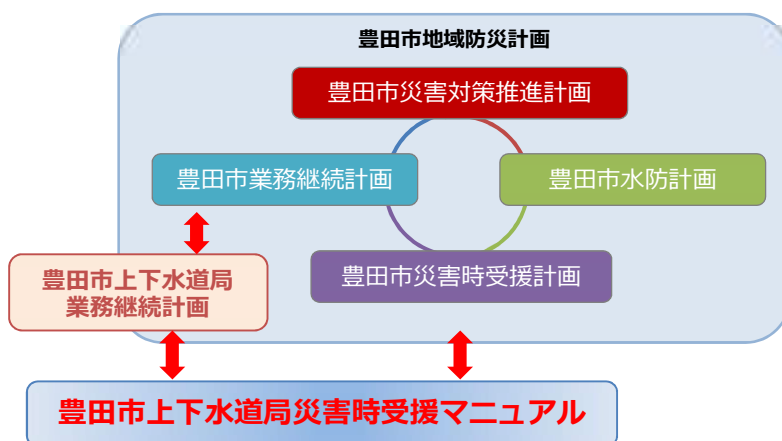 豊田市地域防災計画
豊田市災害対策推進計画
豊田市業務継続計画
豊田市水防計画
豊田市災害時受援計画
豊田市上下水道局
業務継続計画
豊田市上下水道局災害時受援マニュアル